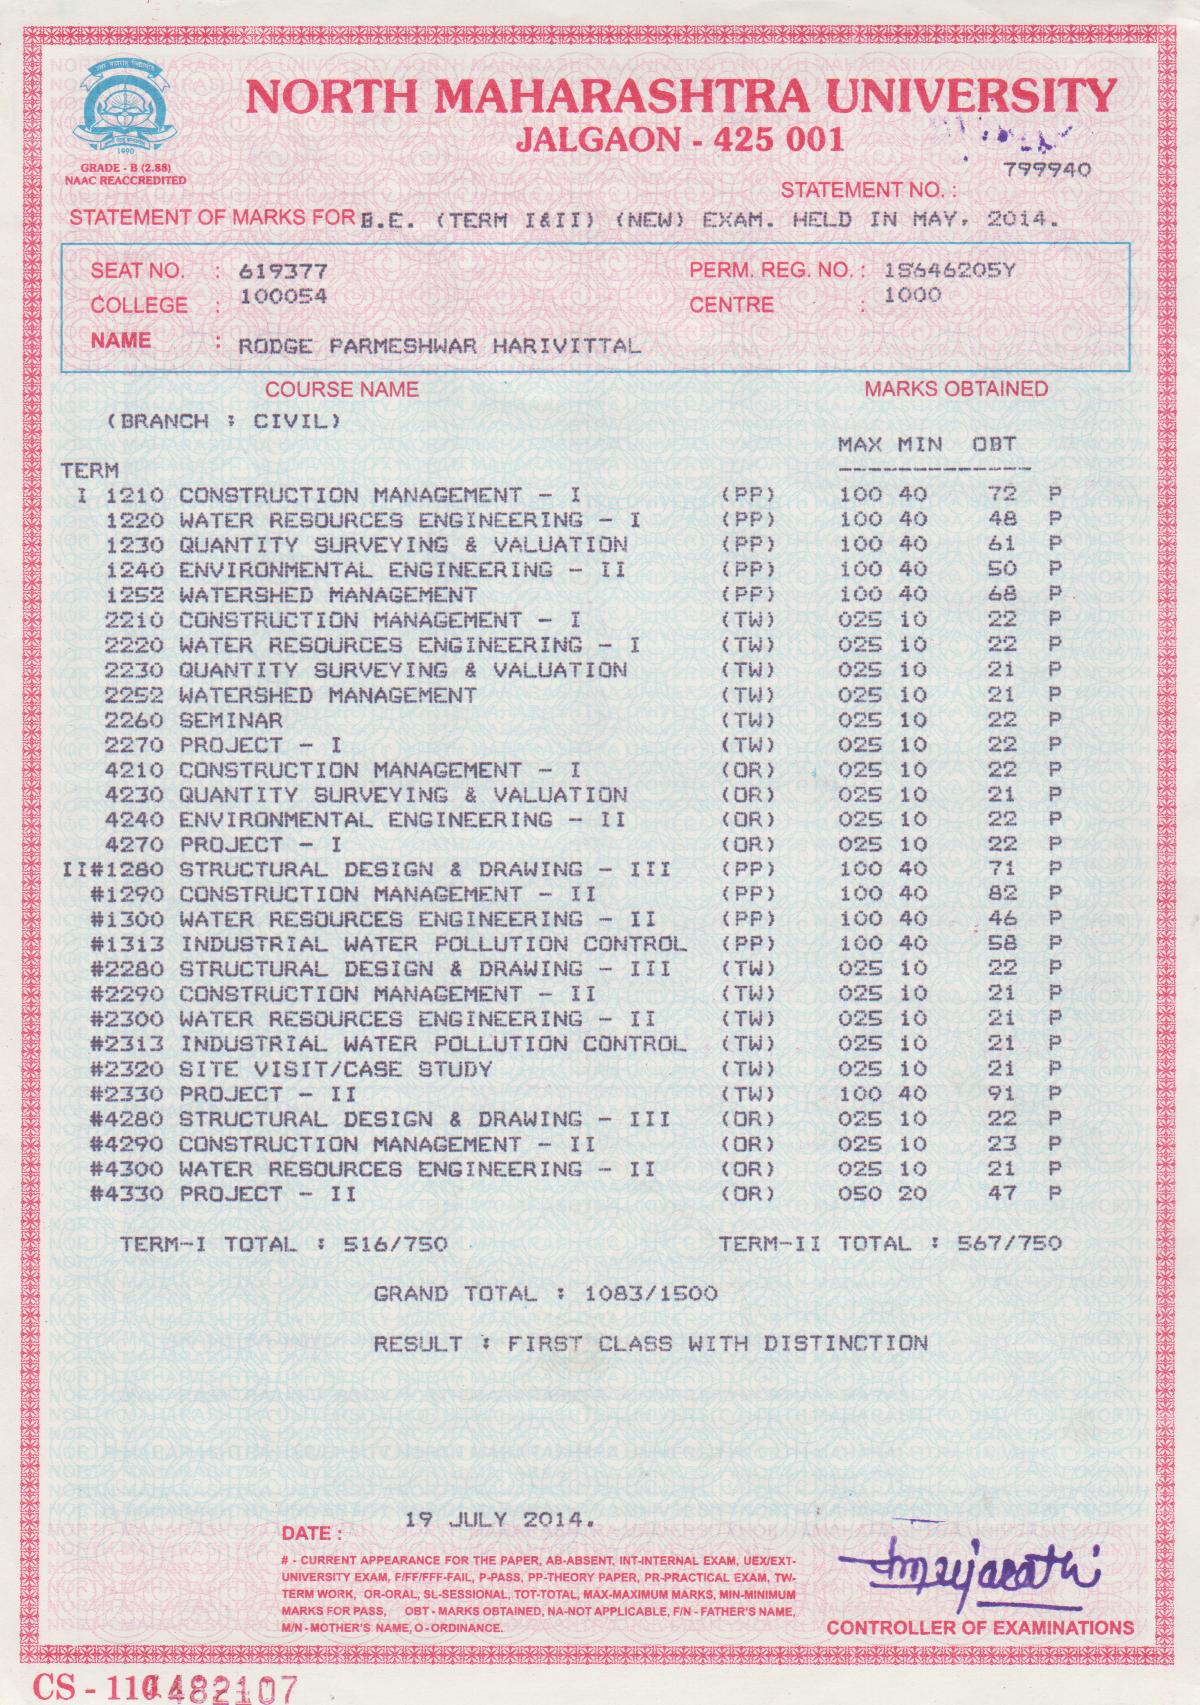 1990
GRADE - B (2.88)
NAAC REACCREDITED
NORTH MAHARASHTRA UNIVERSITY
JALGAON - 425 001
799940
STATEMENT NO. :
STATEMENT OF MARKS FOR B.E. (TERM I&II) (NEW) EXAM. HELD IN MAY, 2014.
SEAT NO. : 619377 PERM. REG. NO. : 15646205Y
COLLEGE : 100054 CENTRE : 1000
NAME : RODGE PARMESHWAR HARIVITTAL
COURSE NAME MARKS OBTAINED
(BRANCH : CIVIL)
MAX MIN OBT
TERM -------------
I 1210 CONSTRUCTION MANAGEMENT - I (PP) 100 40 72 P
1220 WATER RESOURCES ENGINEERING - I (PP) 100 40 48 P
1230 QUANTITY SURVEYING & VALUATION (PP) 100 40 61 P
1240 ENVIRONMENTAL ENGINEERING - II (PP) 100 40 50 P
1252 WATERSHED MANAGEMENT (PP) 100 40 68 P
2210 CONSTRUCTION MANAGEMENT - I (TW) 025 10 22 P
2220 WATER RESOURCES ENGINEERING - I (TW) 025 10 22 P
2230 QUANTITY SURVEYING & VALUATION (TW) 025 10 21 P
2252 WATERSHED MANAGEMENT (TW) 025 10 21 P
2260 SEMINAR (TW) 025 10 22 P
2270 PROJECT - I (TW) 025 10 22 P
4210 CONSTRUCTION MANAGEMENT - I (OR) 025 10 22 P
4230 QUANTITY SURVEYING & VALUATION (OR) 025 10 21 P
4240 ENVIRONMENTAL ENGINEERING - II (OR) 025 10 22 P
4270 PROJECT - I (OR) 025 10 22 P
II#1280 STRUCTURAL DESIGN & DRAWING - III (PP) 100 40 71 P
#1290 CONSTRUCTION MANAGEMENT - II (PP) 100 40 82 P
#1300 WATER RESOURCES ENGINEERING - II (PP) 100 40 46 P
#1313 INDUSTRIAL WATER POLLUTION CONTROL (PP) 100 40 58 P
#2280 STRUCTURAL DESIGN & DRAWING - III (TW) 025 10 22 P
#2290 CONSTRUCTION MANAGEMENT - II (TW) 025 10 21 P
#2300 WATER RESOURCES ENGINEERING - II (TW) 025 10 21 P
#2313 INDUSTRIAL WATER POLLUTION CONTROL (TW) 025 10 21 P
#2320 SITE VISIT/CASE STUDY (TW) 025 10 21 P
#2330 PROJECT - II (TW) 100 40 91 P
#4280 STRUCTURAL DESIGN & DRAWING - III (OR) 025 10 22 P
#4290 CONSTRUCTION MANAGEMENT - II (OR) 025 10 23 P
#4300 WATER RESOURCES ENGINEERING - II (OR) 025 10 21 P
#4330 PROJECT - II (OR) 050 20 47 P
TERM-I TOTAL : 516/750 TERM-II TOTAL : 567/750
GRAND TOTAL : 1083/1500
RESULT : FIRST CLASS WITH DISTINCTION
DATE : 19 JULY 2014.
# - CURRENT APPEARANCE FOR THE PAPER, AB-ABSENT, INT-INTERNAL EXAM, UEX/EXT-
UNIVERSITY EXAM, F/FF/FFF-FAIL, P-PASS, PP-THEORY PAPER, PR-PRACTICAL EXAM, TW-
TERM WORK, OR-ORAL, SL-SESSIONAL, TOT-TOTAL, MAX-MAXIMUM MARKS, MIN-MINIMUM
MARKS FOR PASS, OBT - MARKS OBTAINED, NA-NOT APPLICABLE, F/N - FATHER'S NAME,
M/N - MOTHER'S NAME, O - ORDINANCE.
CONTROLLER OF EXAMINATIONS
CS - 110 482107